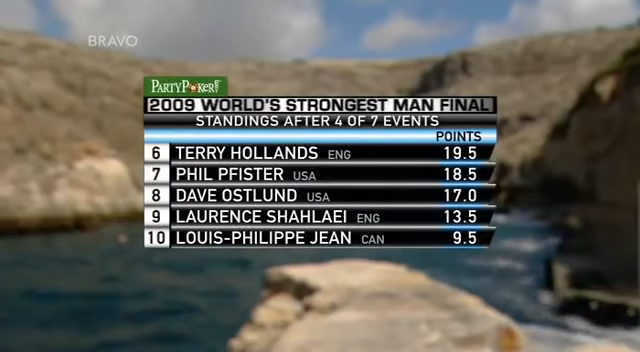 BRAVO
PARTYPOKER.COM
2009 WORLD'S STRONGEST MAN FINAL
STANDINGS AFTER 4 OF 7 EVENTS
POINTS
6 TERRY HOLLANDS ENG 19.5
7 PHIL PFISTER USA 18.5
8 DAVE OSTLUND USA 17.0
9 LAURENCE SHAHLAEI ENG 13.5
10 LOUIS-PHILIPPE JEAN CAN 9.5